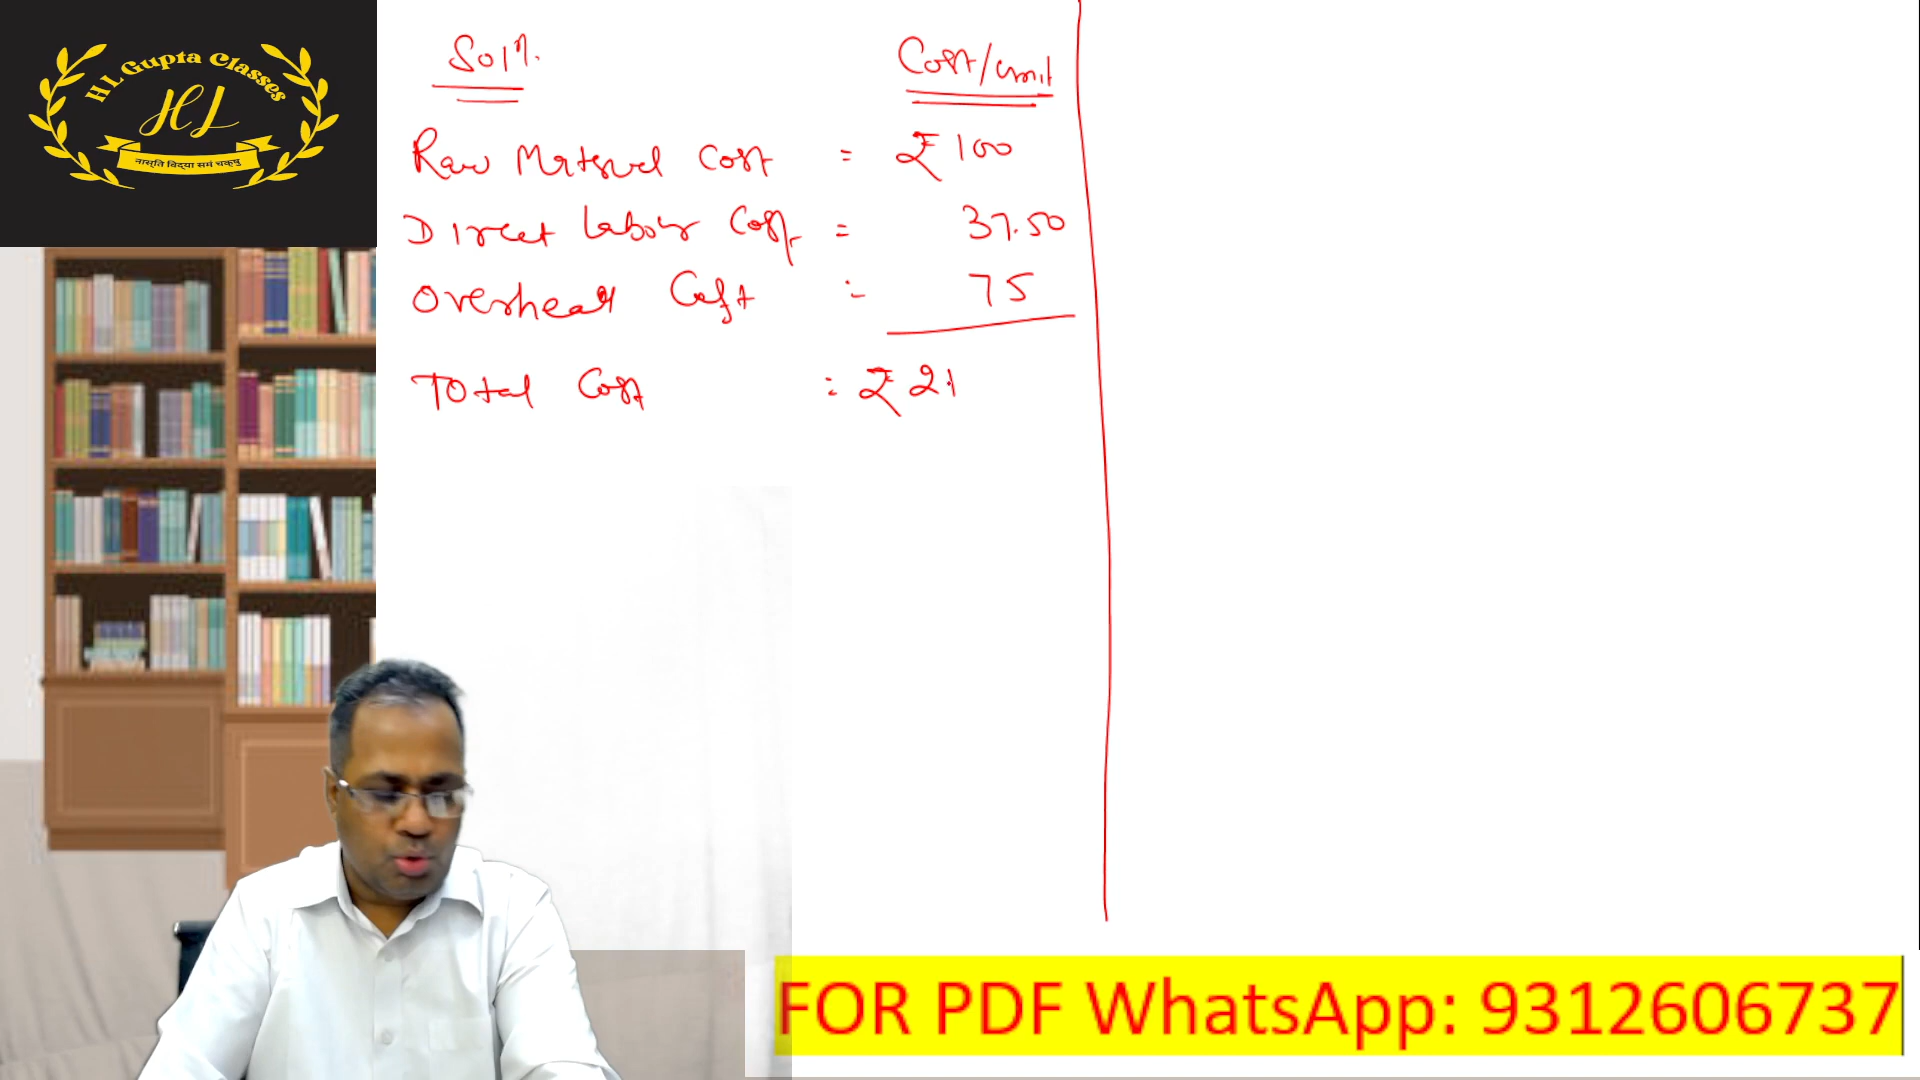 H L Gupta Classes
HL
नास्ति विद्या समं चक्षु
Soln.
Cost/unit
Raw Material Cost = ₹ 100
Direct Labour Cost = 37.50
Overhead Cost = 75
Total Cost = ₹ 21
FOR PDF WhatsApp: 9312606737